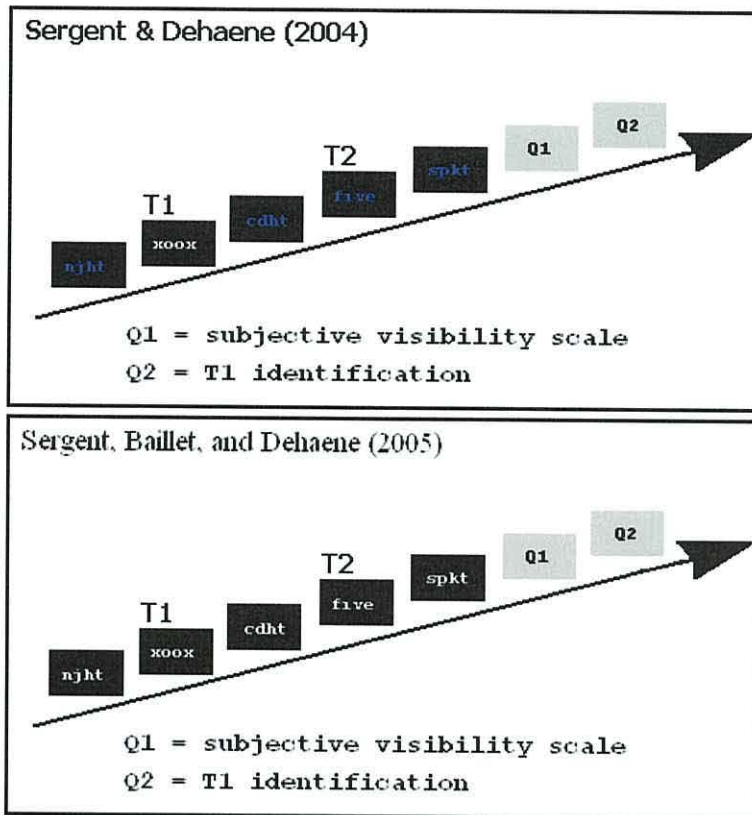 Sergent & Dehaene (2004)
njht
T1
xoox
cdht
T2
five
spkt
Q1
Q2
Q1 = subjective visibility scale
Q2 = T1 identification
Sergent, Baillet, and Dehaene (2005)
njht
T1
xoox
cdht
T2
five
spkt
Q1
Q2
Q1 = subjective visibility scale
Q2 = T1 identification